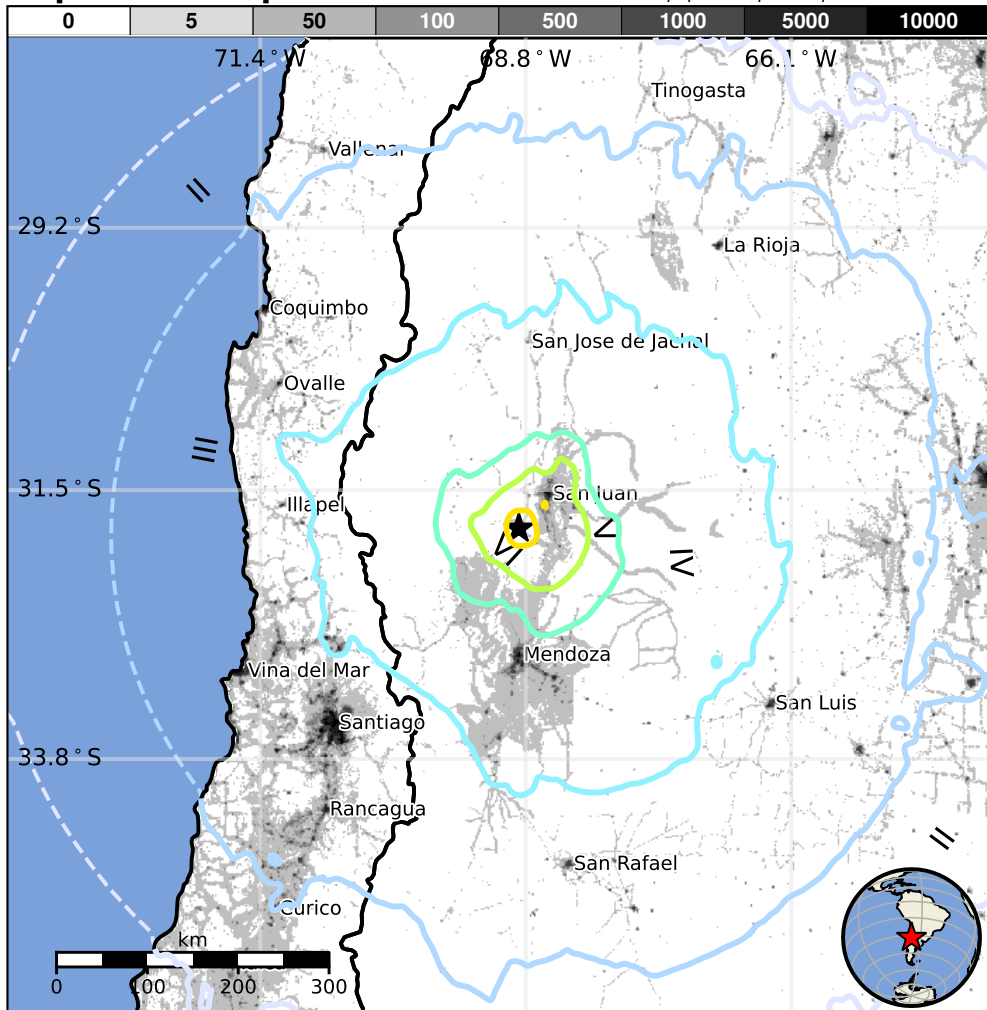 0 5 50 100 500 1000 5000 10000
71.4°W 68.8°W 66.1°W
Tinogasta
Vallenar
II
29.2°S
La Rioja
Coquimbo
San Jose de Jachal
Ovalle
III
31.5°S
San Juan
Illapel
VI
V
IV
Mendoza
Vina del Mar
San Luis
Santiago
33.8°S
Rancagua
II
San Rafael
Curico
km
0 100 200 300